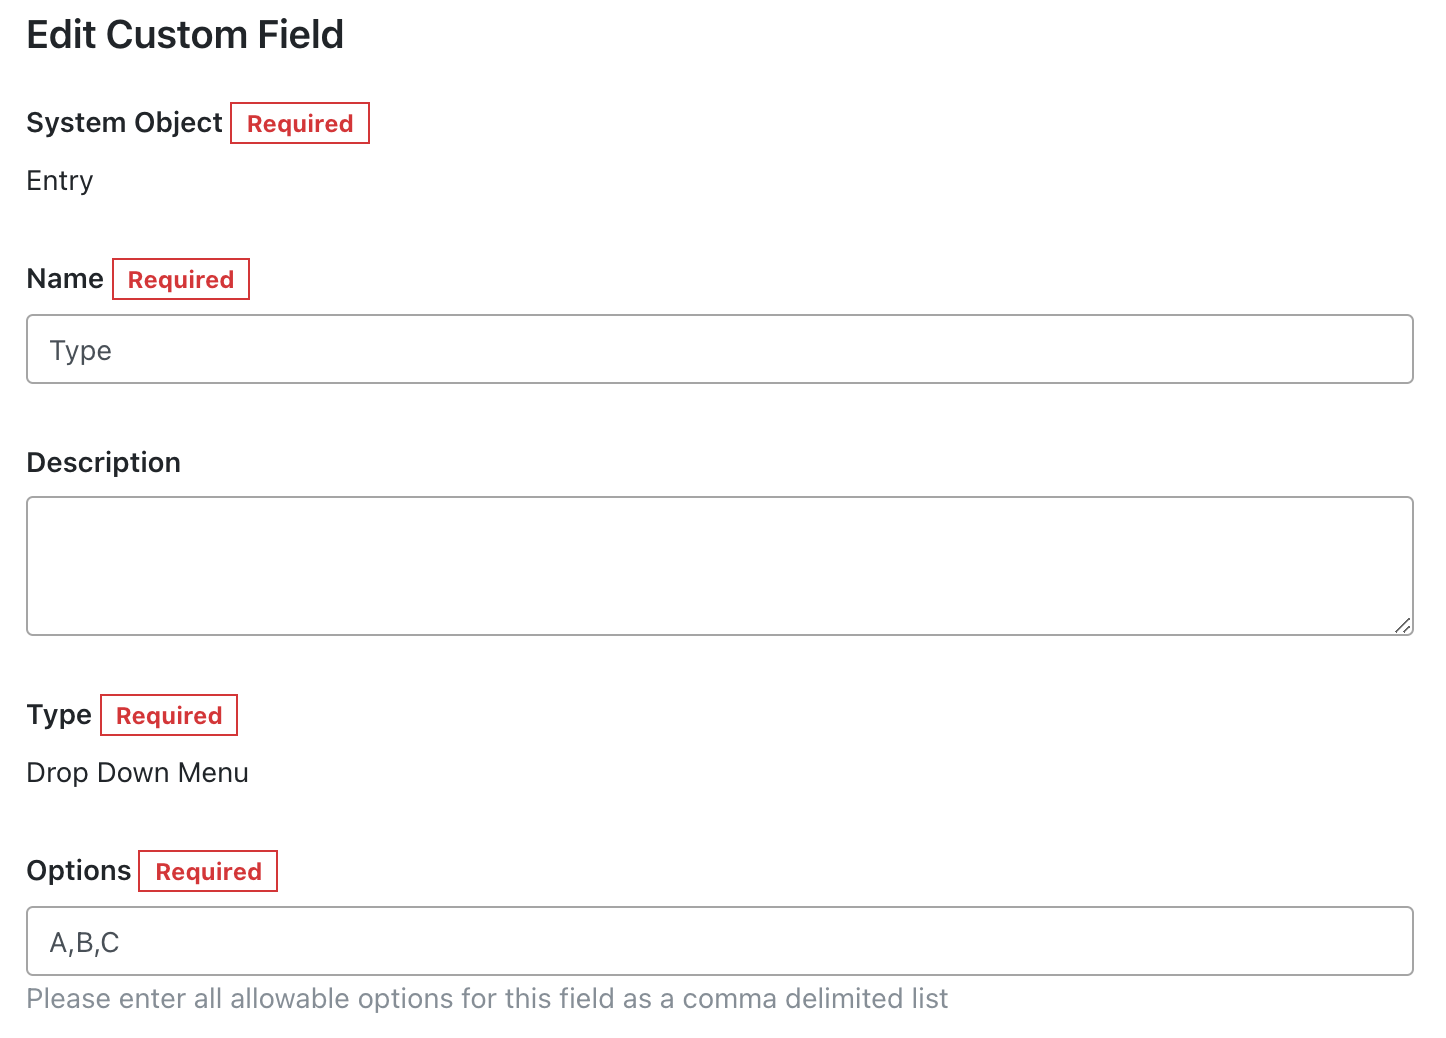 Edit Custom Field
System Object Required
Entry
Name Required
Type
Description
Type Required
Drop Down Menu
Options Required
A,B,C
Please enter all allowable options for this field as a comma delimited list